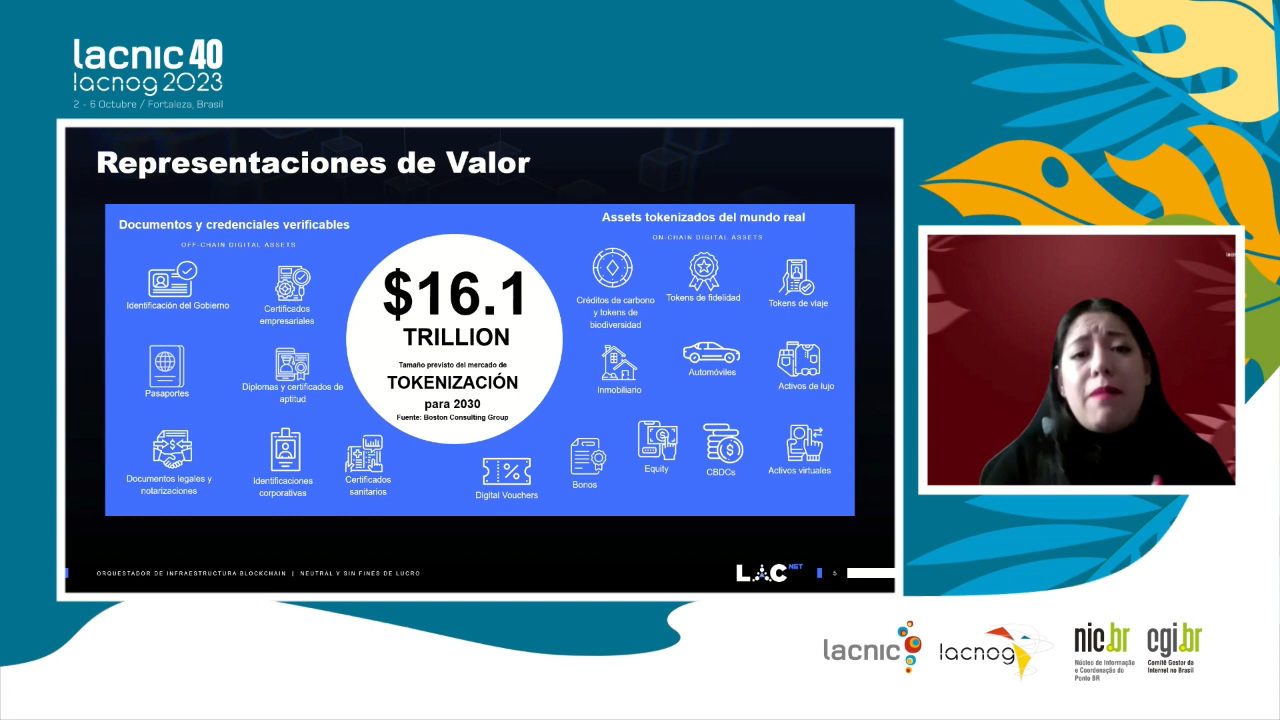 lacnic 40
lacnog 2023
2 - 6 Octubre / Fortaleza, Brasil
Representaciones de Valor
Documentos y credenciales verificables
OFF-CHAIN DIGITAL ASSETS
Identificación del Gobierno
Certificados
empresariales
Pasaportes
Diplomas y certificados de
aptitud
Documentos legales y
notarizaciones
Identificaciones
corporativas
Certificados
sanitarios
$16.1
TRILLION
Tamaño previsto del mercado de
TOKENIZACIÓN
para 2030
Fuente: Boston Consulting Group
Assets tokenizados del mundo real
ON-CHAIN DIGITAL ASSETS
Créditos de carbono
y tokens de
biodiversidad
Tokens de fidelidad
Tokens de viaje
Inmobiliario
Automóviles
Activos de lujo
Digital Vouchers
Bonos
Equity
CBDCs
Activos virtuales
ORQUESTADOR DE INFRAESTRUCTURA BLOCKCHAIN | NEUTRAL Y SIN FINES DE LUCRO
LAC NET
5
lacnic
lacnog
nic.br
Núcleo de Informação
e Coordenação do
Ponto BR
cgi.br
Comitê Gestor da
Internet no Brasil